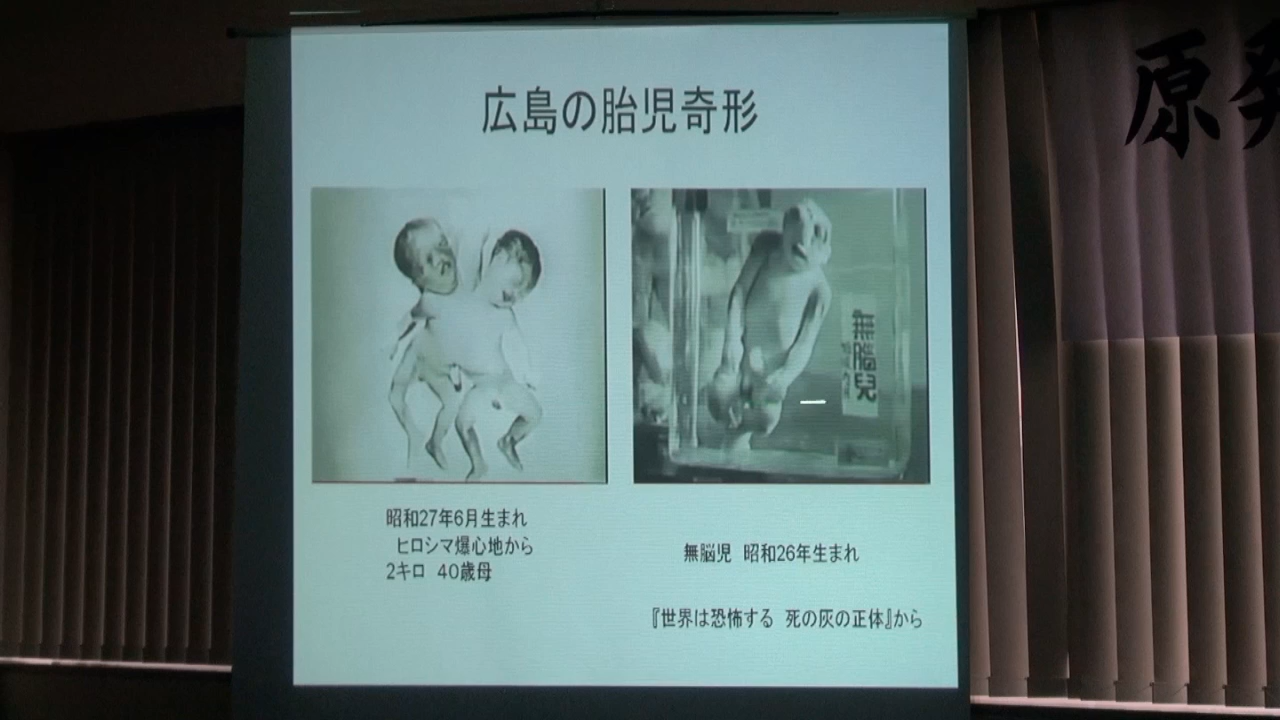 広島の胎児奇形
原発
無脳兒
昭和27年6月生まれ
ヒロシマ爆心地から
2キロ 40歳母
無脳児 昭和26年生まれ
『世界は恐怖する 死の灰の正体』から